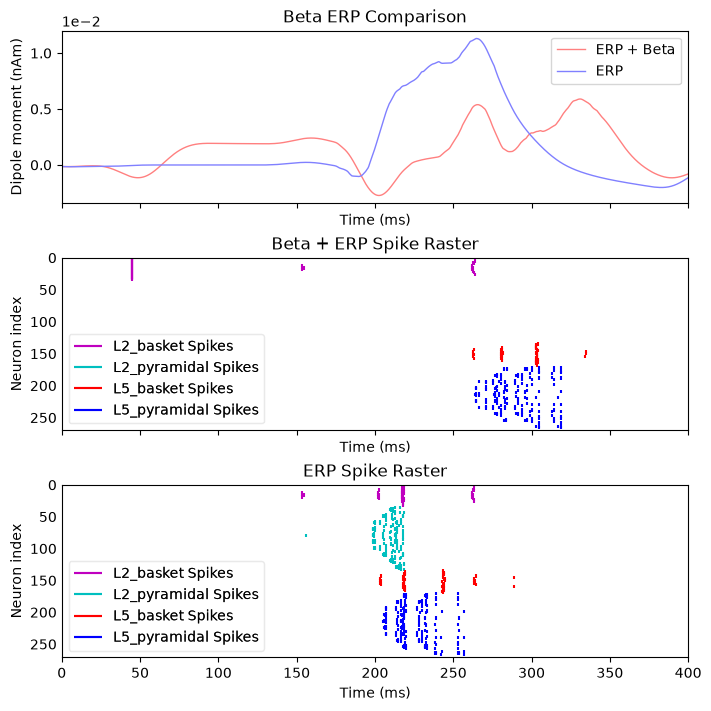 Beta ERP Comparison
1e−2
1.0
0.5
0.0
Dipole moment (nAm)
ERP + Beta
ERP
Time (ms)
Beta + ERP Spike Raster
0
50
100
150
200
250
Neuron index
L2_basket Spikes
L2_pyramidal Spikes
L5_basket Spikes
L5_pyramidal Spikes
Time (ms)
ERP Spike Raster
0
50
100
150
200
250
Neuron index
L2_basket Spikes
L2_pyramidal Spikes
L5_basket Spikes
L5_pyramidal Spikes
0 50 100 150 200 250 300 350 400
Time (ms)